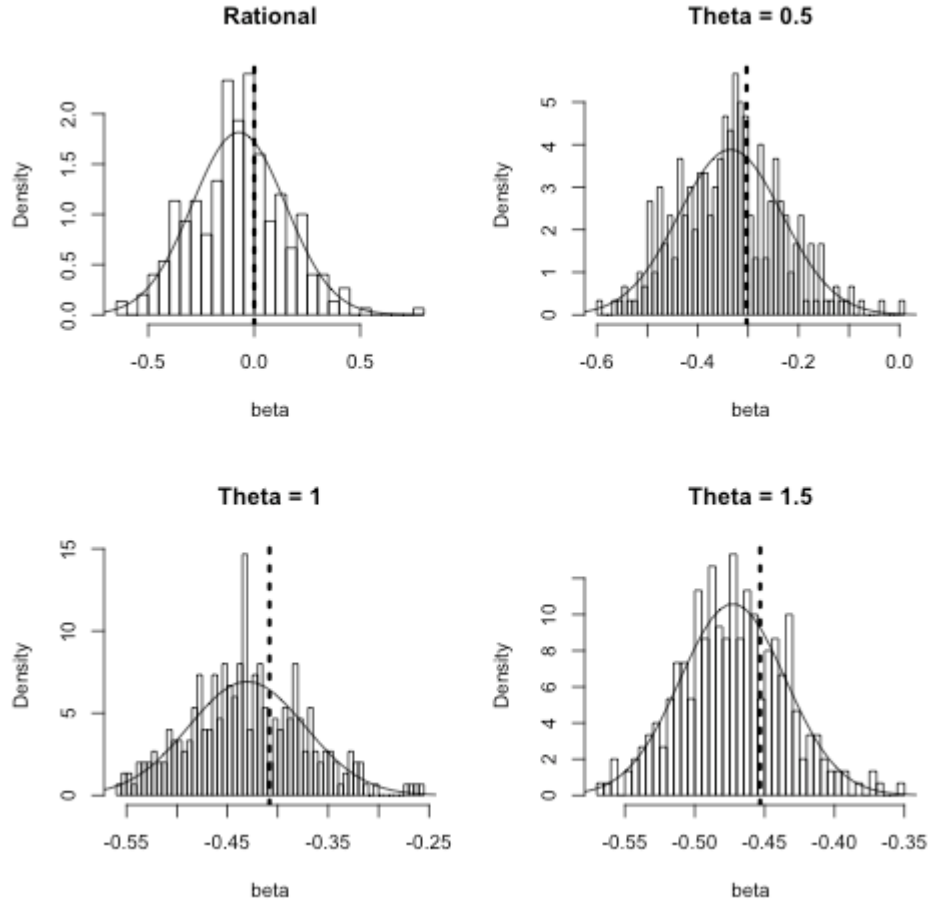 Rational
Density
0.0 0.5 1.0 1.5 2.0
-0.5 0.0 0.5
beta
Theta = 0.5
Density
0 1 2 3 4 5
-0.6 -0.4 -0.2 0.0
beta
Theta = 1
Density
0 5 10 15
-0.55 -0.45 -0.35 -0.25
beta
Theta = 1.5
Density
0 2 4 6 8 10
-0.55 -0.50 -0.45 -0.40 -0.35
beta